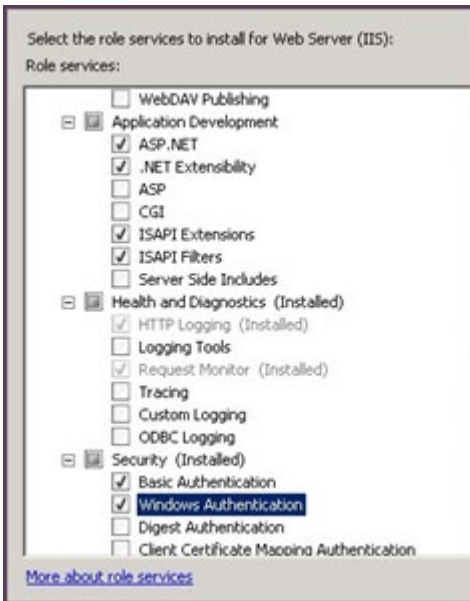 Select the role services to install for Web Server (IIS):
Role services:
WebDAV Publishing
Application Development
ASP.NET
.NET Extensibility
ASP
CGI
ISAPI Extensions
ISAPI Filters
Server Side Includes
Health and Diagnostics (Installed)
HTTP Logging (Installed)
Logging Tools
Request Monitor (Installed)
Tracing
Custom Logging
ODBC Logging
Security (Installed)
Basic Authentication
Windows Authentication
Digest Authentication
Client Certificate Mapping Authentication
More about role services